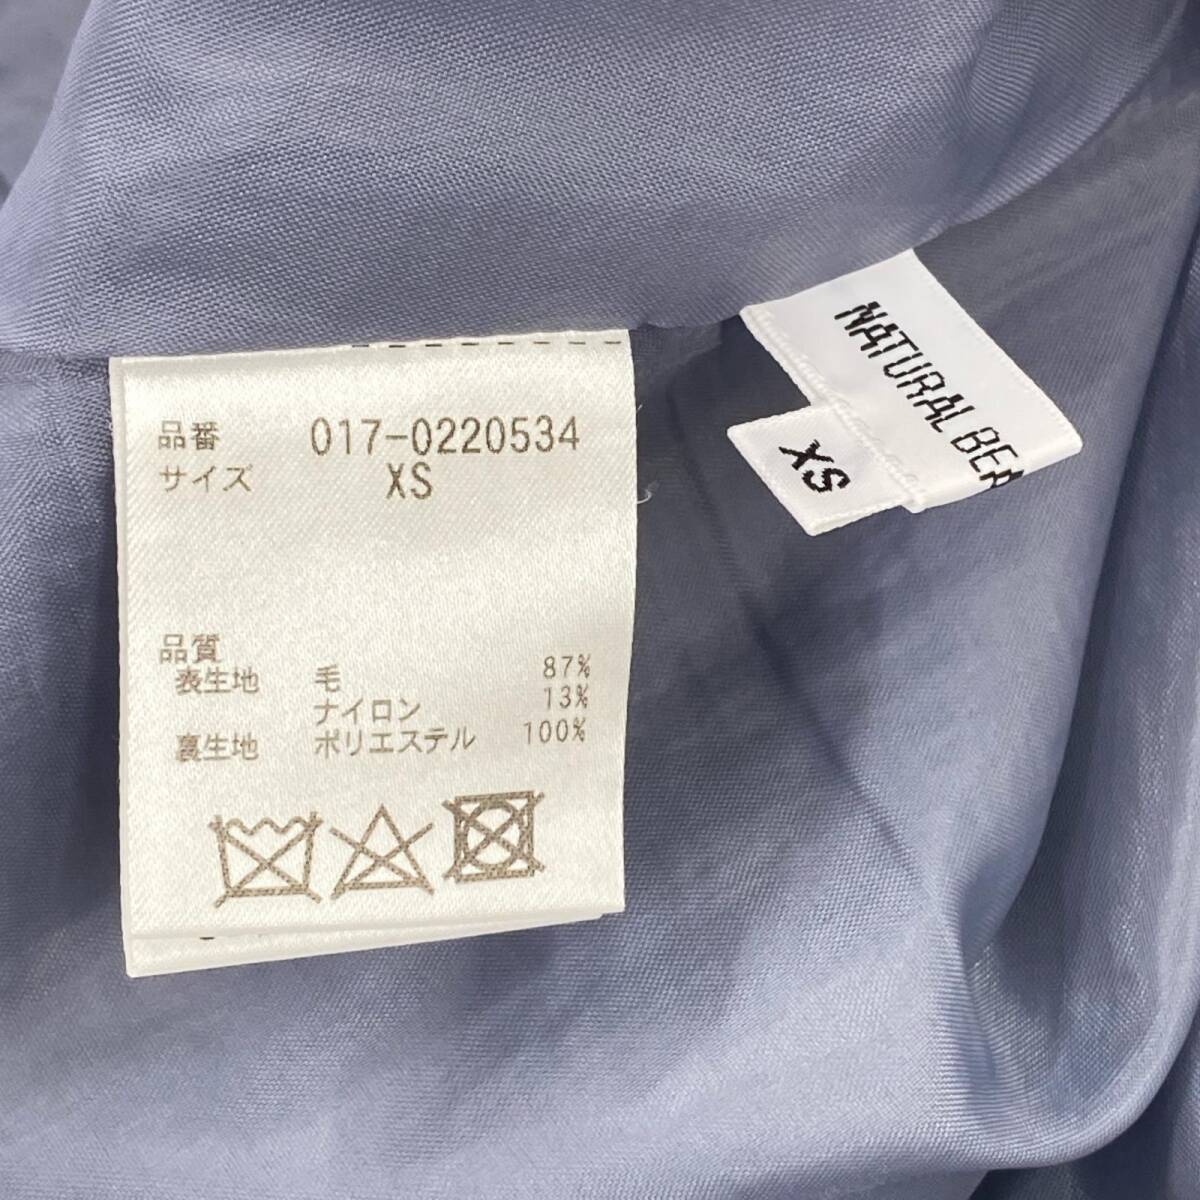 品番 017-0220534
サイズ XS
品質
表生地 毛 87%
ナイロン 13%
裏生地 ポリエステル 100%
NATURAL BEA
XS